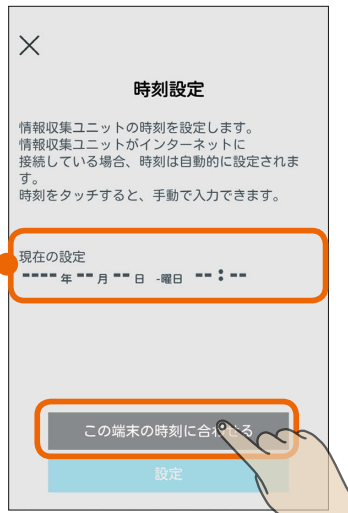 時刻設定
情報収集ユニットの時刻を設定します。
情報収集ユニットがインターネットに
接続している場合、時刻は自動的に設定されま
す。
時刻をタッチすると、手動で入力できます。
現在の設定
----年--月--日 -曜日 --:--
この端末の時刻に合わせる
設定